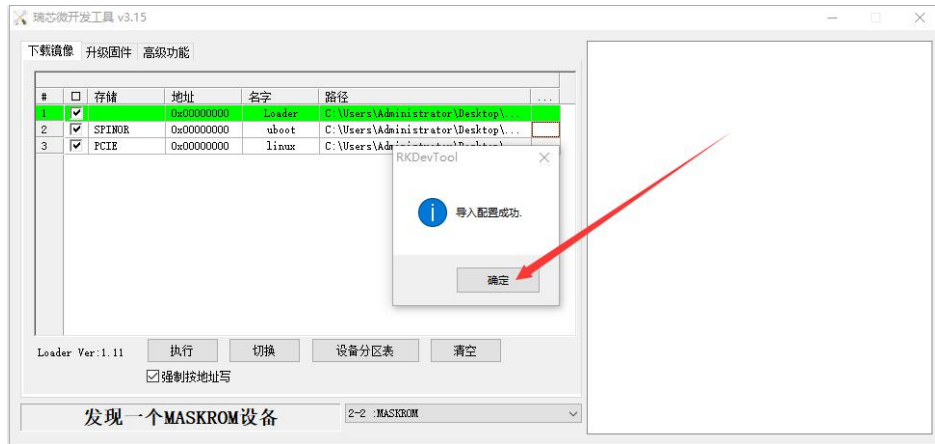 瑞芯微开发工具 v3.15
下载镜像 升级固件 高级功能
# 存储 地址 名字 路径 ...
1 0x00000000 Loader C:\Users\Administrator\Desktop\...
2 SPINOR 0x00000000 uboot C:\Users\Administrator\Desktop\...
3 PCIE 0x00000000 linux C:\Users\Administrator\Desktop\
RKDevTool
导入配置成功.
确定
Loader Ver:1.11 执行 切换 设备分区表 清空
强制按地址写
发现一个MASKROM设备 2-2 :MASKROM